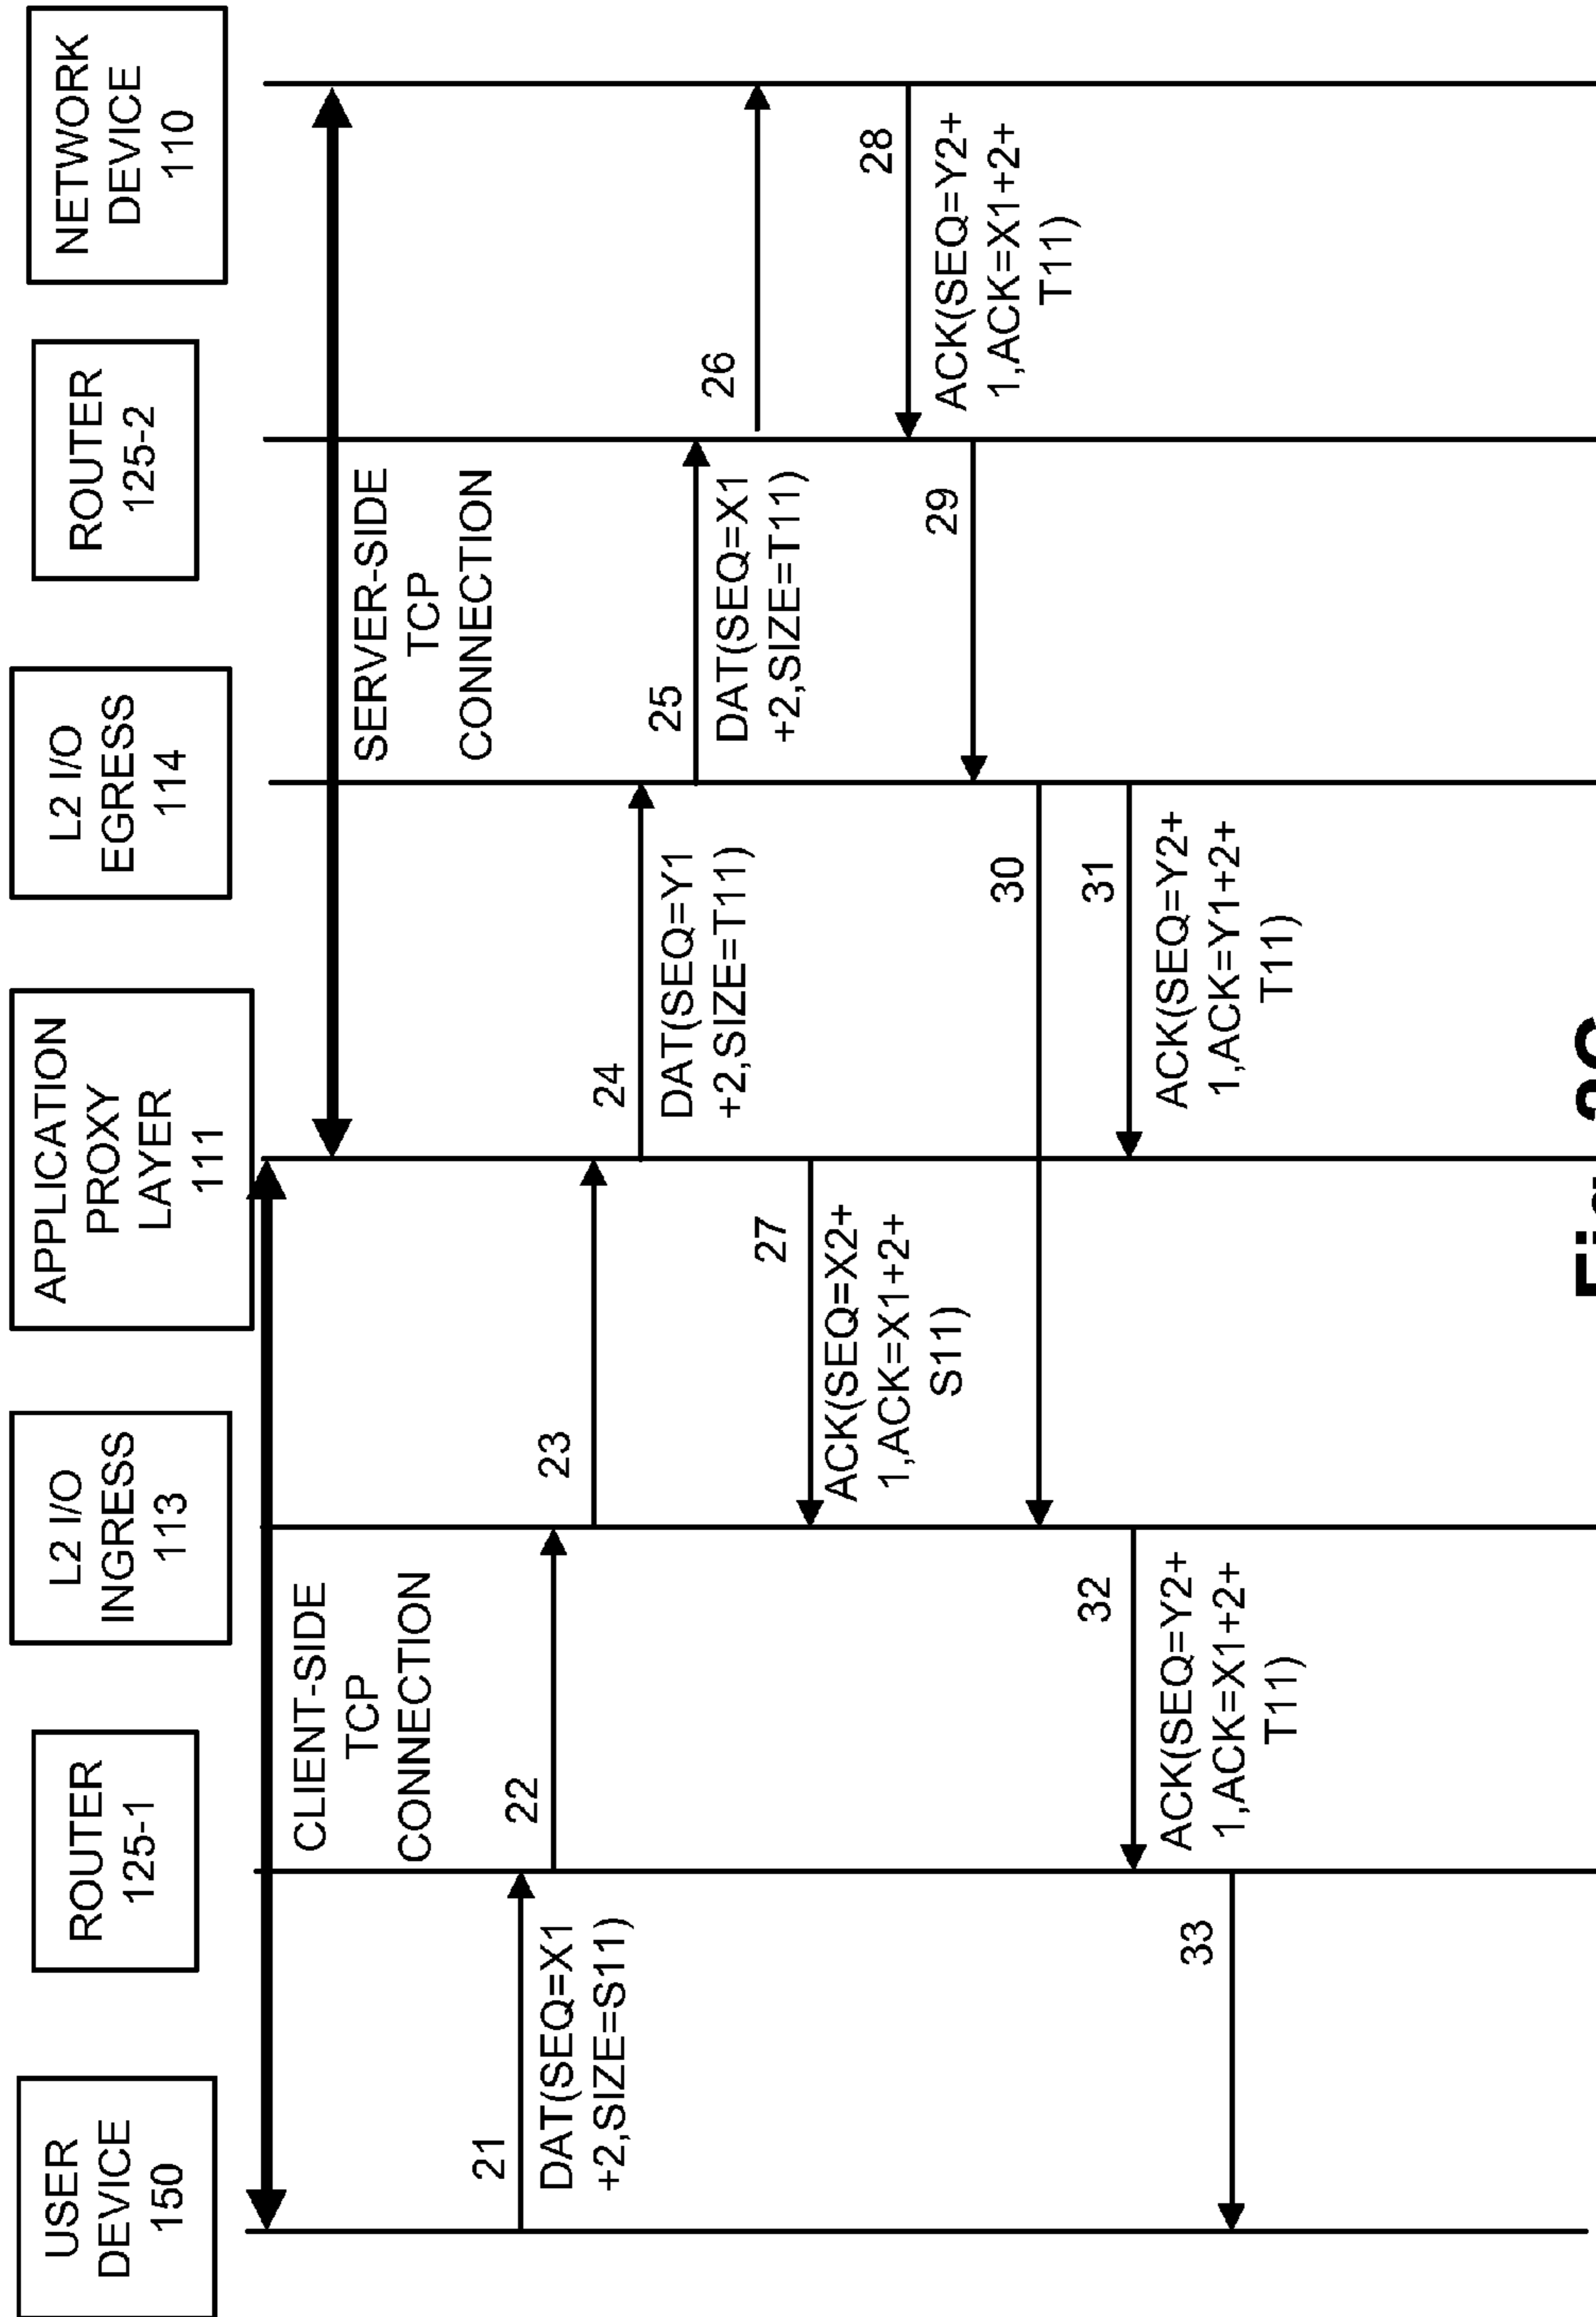 USER
DEVICE
150
ROUTER
125-1
L2 I/O
INGRESS
113
APPLICATION
PROXY
LAYER
111
L2 I/O
EGRESS
114
ROUTER
125-2
NETWORK
DEVICE
110
CLIENT-SIDE
TCP
CONNECTION
SERVER-SIDE
TCP
CONNECTION
21
DAT(SEQ=X1
+2,SIZE=S11)
22
23
24
DAT(SEQ=Y1
+2,SIZE=T11)
25
DAT(SEQ=X1
+2,SIZE=T11)
26
27
ACK(SEQ=X2+
1,ACK=X1+2+
S11)
28
ACK(SEQ=Y2+
1,ACK=X1+2+
T11)
29
30
31
ACK(SEQ=Y2+
1,ACK=Y1+2+
T11)
32
ACK(SEQ=Y2+
1,ACK=X1+2+
T11)
33